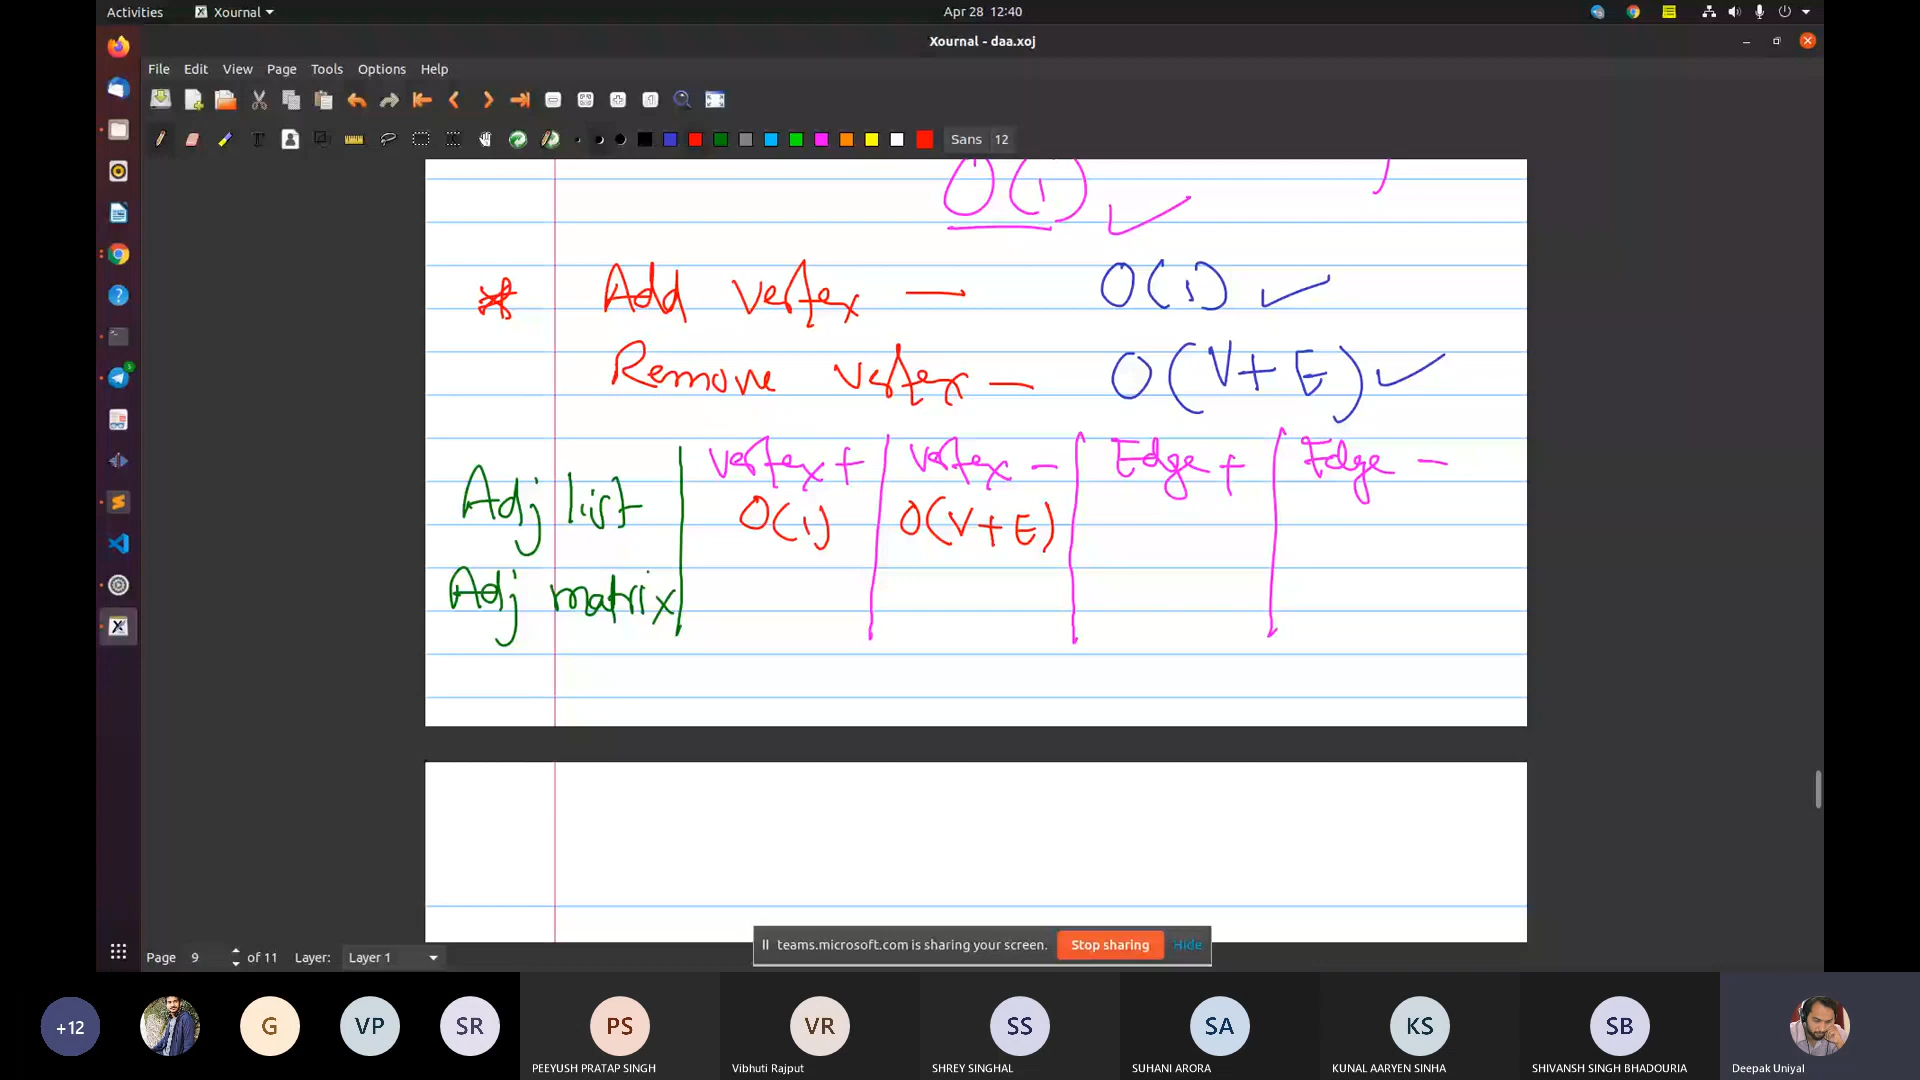 Activities Xournal Apr 28 12:40
Xournal - daa.xoj
File Edit View Page Tools Options Help
Sans 12
O(1)
* Add vertex — O(1)
Remove vertex — O(V+E)
vertex + vertex - Edge + Edge -
Adj list O(1) O(V+E)
Adj matrix
teams.microsoft.com is sharing your screen. Stop sharing Hide
Page 9 of 11 Layer: Layer 1
+12 G VP SR PS VR SS SA KS SB
PEEYUSH PRATAP SINGH Vibhuti Rajput SHREY SINGHAL SUHANI ARORA KUNAL AARYEN SINHA SHIVANSH SINGH BHADOURIA Deepak Uniyal